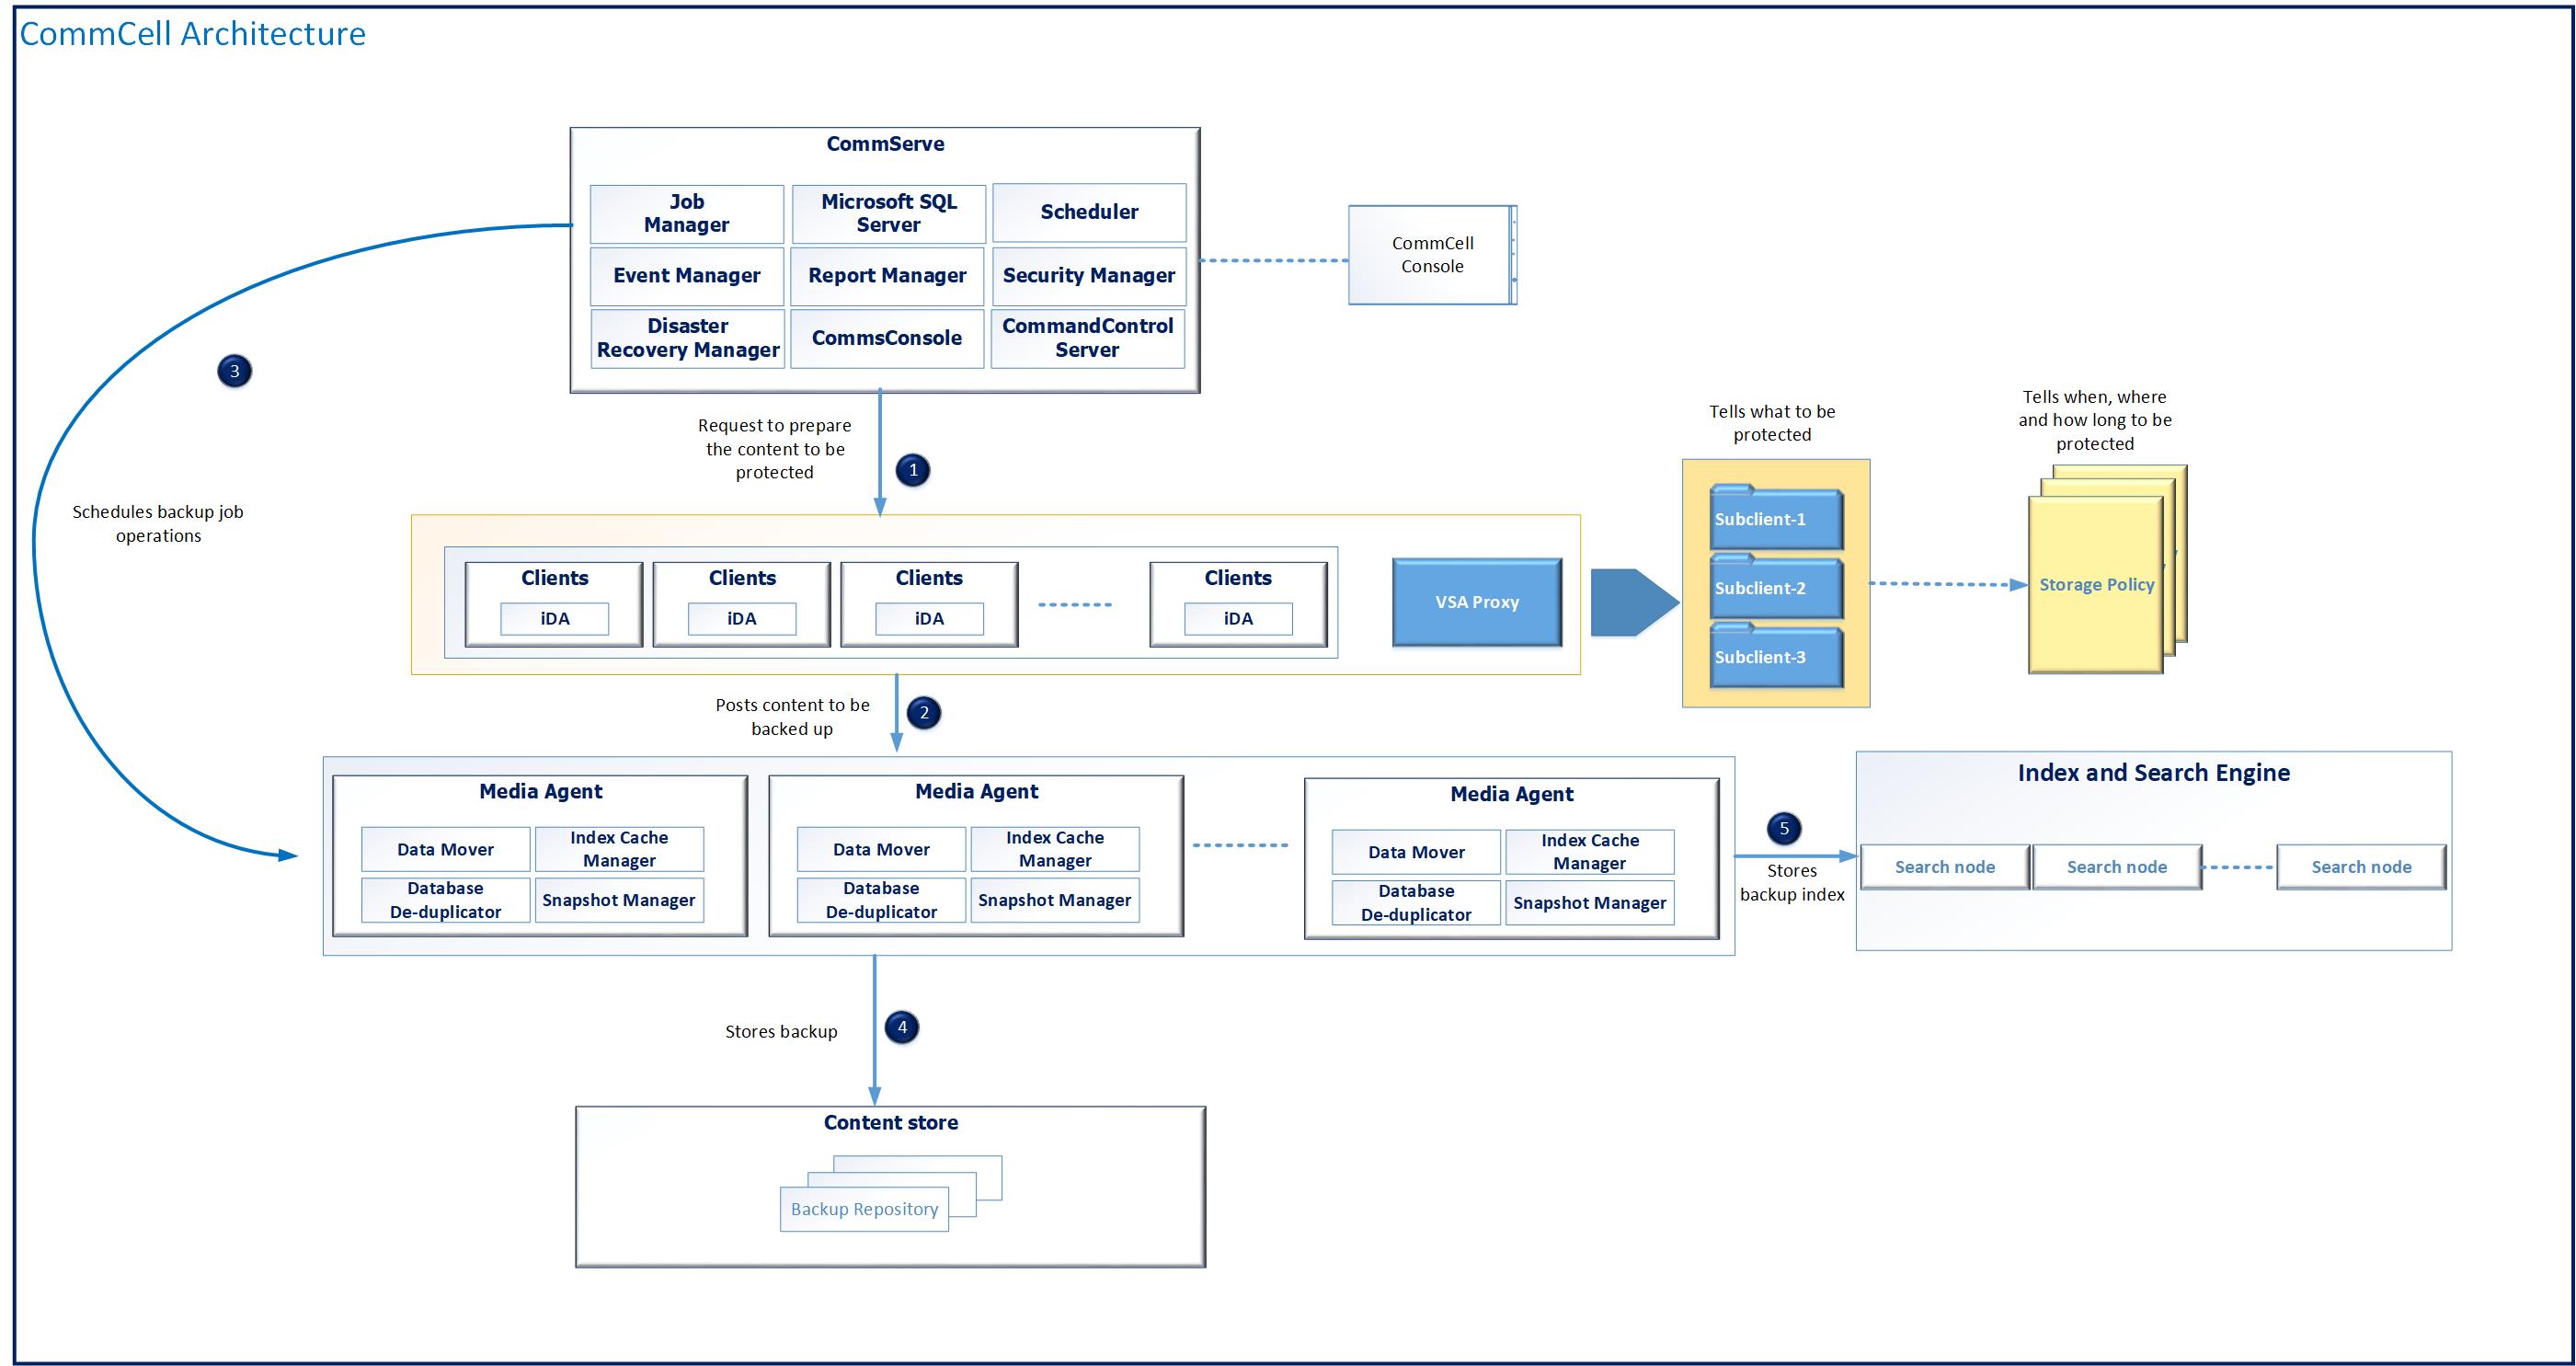 CommCell Architecture
CommServe
Job
Manager
Microsoft SQL
Server
Scheduler
Event Manager
Report Manager
Security Manager
Disaster
Recovery Manager
CommsConsole
CommandControl
Server
CommCell
Console
3
Schedules backup job
operations
Request to prepare
the content to be
protected
1
Tells what to be
protected
Tells when, where
and how long to be
protected
Clients
iDA
Clients
iDA
Clients
iDA
Clients
iDA
VSA Proxy
Subclient-1
Subclient-2
Subclient-3
Storage Policy
Posts content to be
backed up
2
Media Agent
Data Mover
Index Cache
Manager
Database
De-duplicator
Snapshot Manager
Media Agent
Data Mover
Index Cache
Manager
Database
De-duplicator
Snapshot Manager
Media Agent
Data Mover
Index Cache
Manager
Database
De-duplicator
Snapshot Manager
5
Stores
backup index
Index and Search Engine
Search node
Search node
Search node
Stores backup
4
Content store
Backup Repository